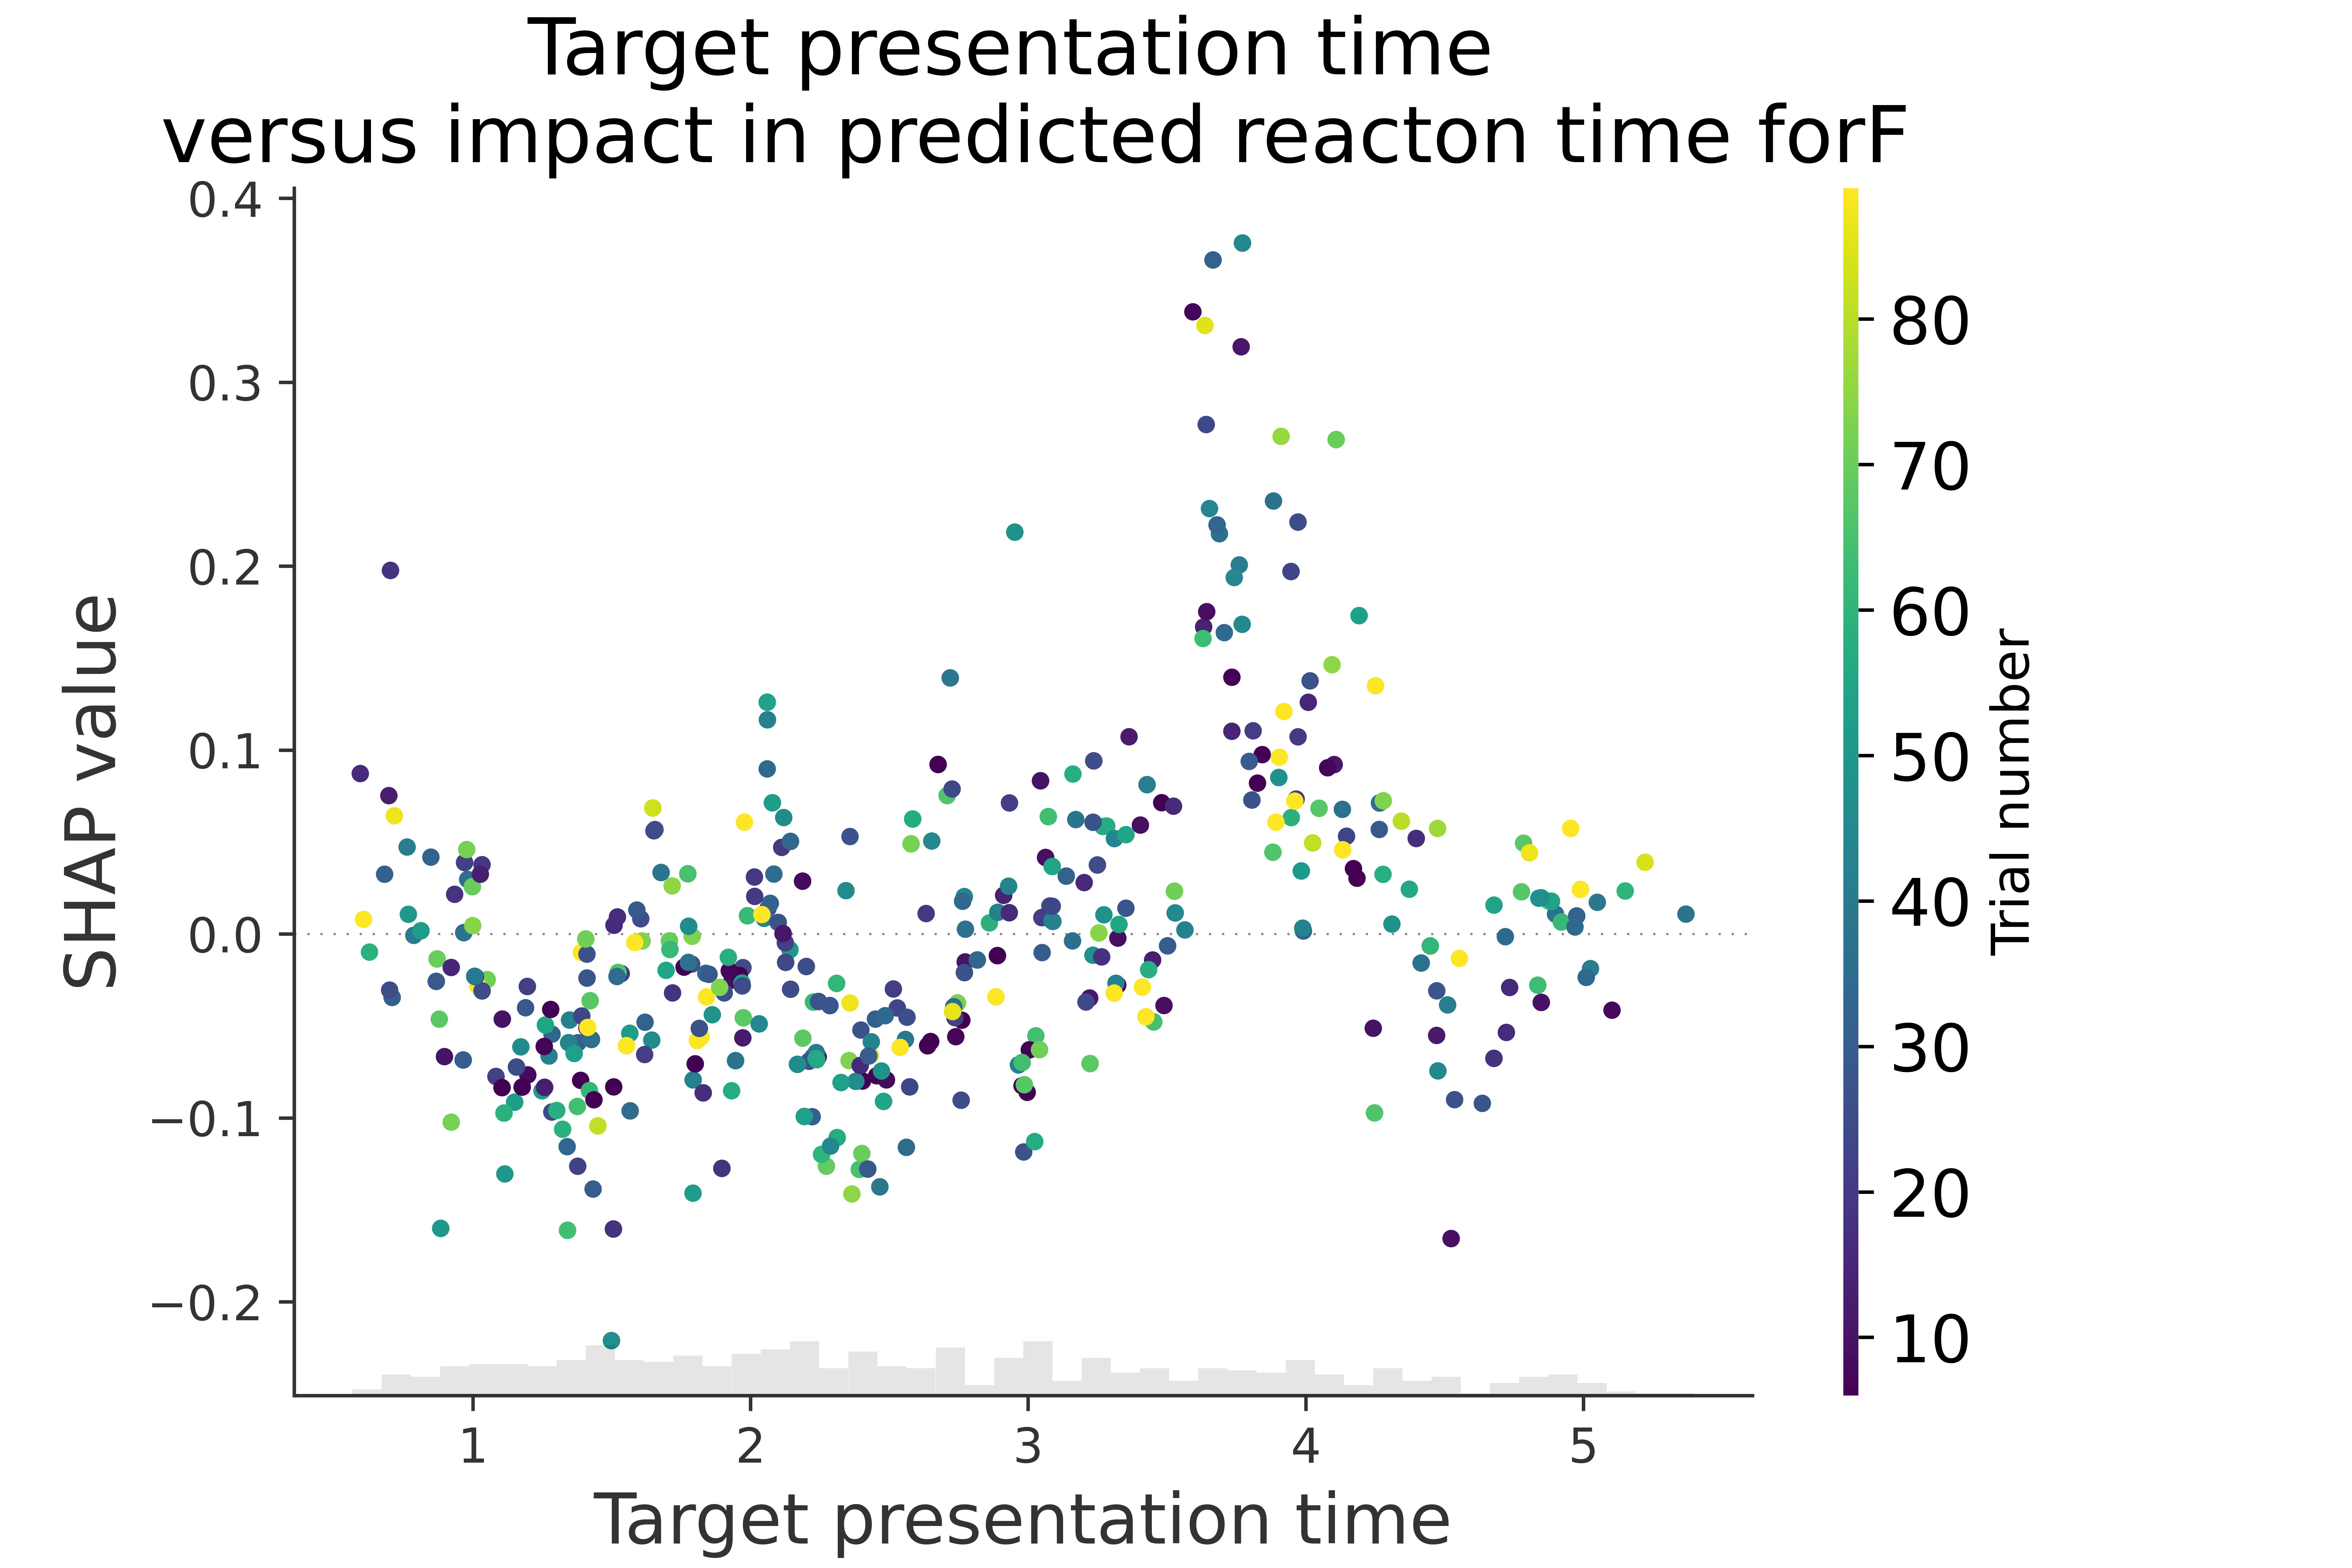 Target presentation time
versus impact in predicted reacton time forF
SHAP value
0.4
0.3
0.2
0.1
0.0
−0.1
−0.2
1 2 3 4 5
Target presentation time
80
70
60
50
40
30
20
10
Trial number